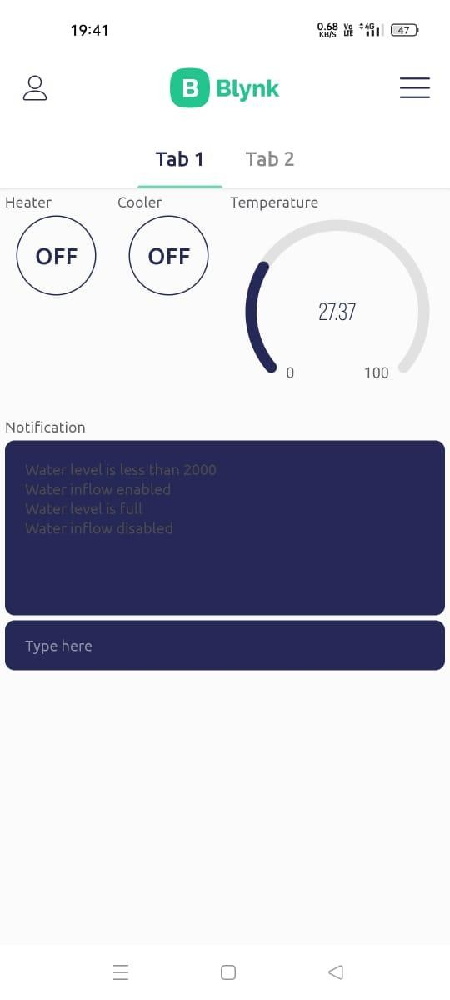 19:41
0.68 KB/S Vo LTE 4G 47
B Blynk
Tab 1 Tab 2
Heater Cooler Temperature
OFF OFF
27.37
0 100
Notification
Water level is less than 2000
Water inflow enabled
Water level is full
Water inflow disabled
Type here